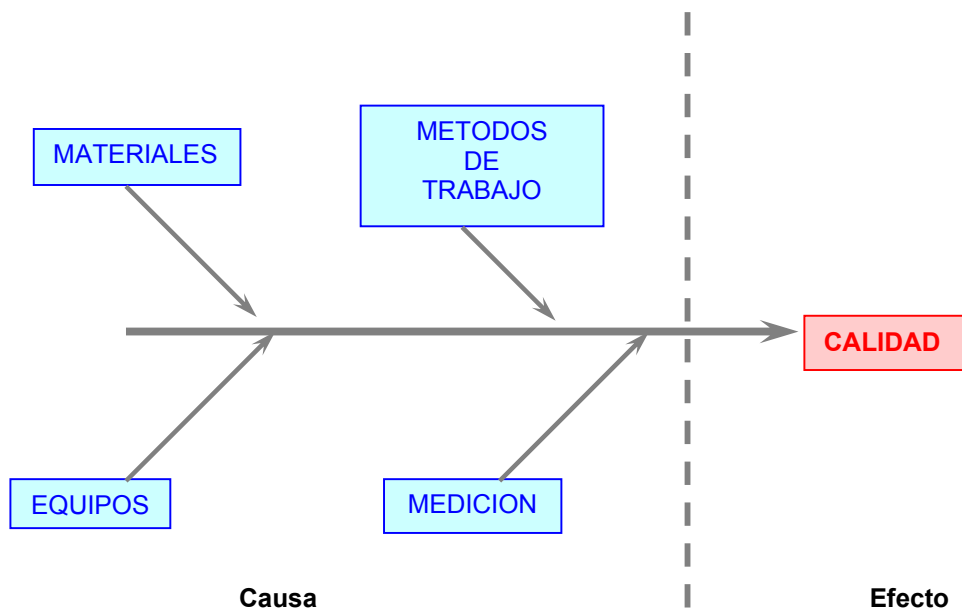 MATERIALES
METODOS
DE
TRABAJO
CALIDAD
EQUIPOS
MEDICION
Causa
Efecto